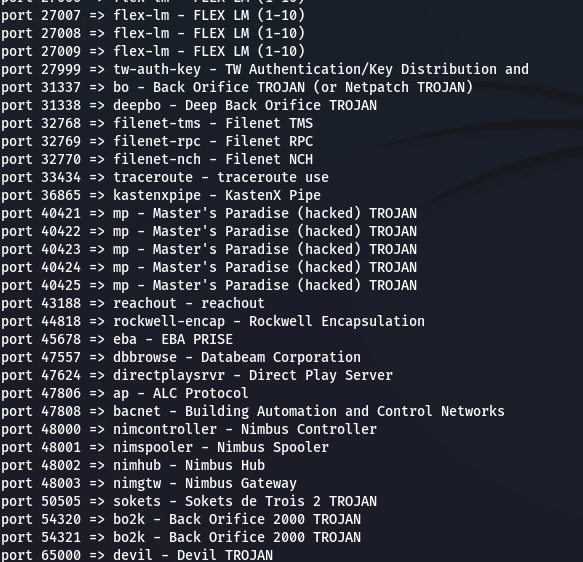 port 27006 => flex-lm - FLEX LM (1-10)
port 27007 => flex-lm - FLEX LM (1-10)
port 27008 => flex-lm - FLEX LM (1-10)
port 27009 => flex-lm - FLEX LM (1-10)
port 27999 => tw-auth-key - TW Authentication/Key Distribution and
port 31337 => bo - Back Orifice TROJAN (or Netpatch TROJAN)
port 31338 => deepbo - Deep Back Orifice TROJAN
port 32768 => filenet-tms - Filenet TMS
port 32769 => filenet-rpc - Filenet RPC
port 32770 => filenet-nch - Filenet NCH
port 33434 => traceroute - traceroute use
port 36865 => kastenxpipe - KastenX Pipe
port 40421 => mp - Master's Paradise (hacked) TROJAN
port 40422 => mp - Master's Paradise (hacked) TROJAN
port 40423 => mp - Master's Paradise (hacked) TROJAN
port 40424 => mp - Master's Paradise (hacked) TROJAN
port 40425 => mp - Master's Paradise (hacked) TROJAN
port 43188 => reachout - reachout
port 44818 => rockwell-encap - Rockwell Encapsulation
port 45678 => eba - EBA PRISE
port 47557 => dbbrowse - Databeam Corporation
port 47624 => directplaysrvr - Direct Play Server
port 47806 => ap - ALC Protocol
port 47808 => bacnet - Building Automation and Control Networks
port 48000 => nimcontroller - Nimbus Controller
port 48001 => nimspooler - Nimbus Spooler
port 48002 => nimhub - Nimbus Hub
port 48003 => nimgtw - Nimbus Gateway
port 50505 => sokets - Sokets de Trois 2 TROJAN
port 54320 => bo2k - Back Orifice 2000 TROJAN
port 54321 => bo2k - Back Orifice 2000 TROJAN
port 65000 => devil - Devil TROJAN